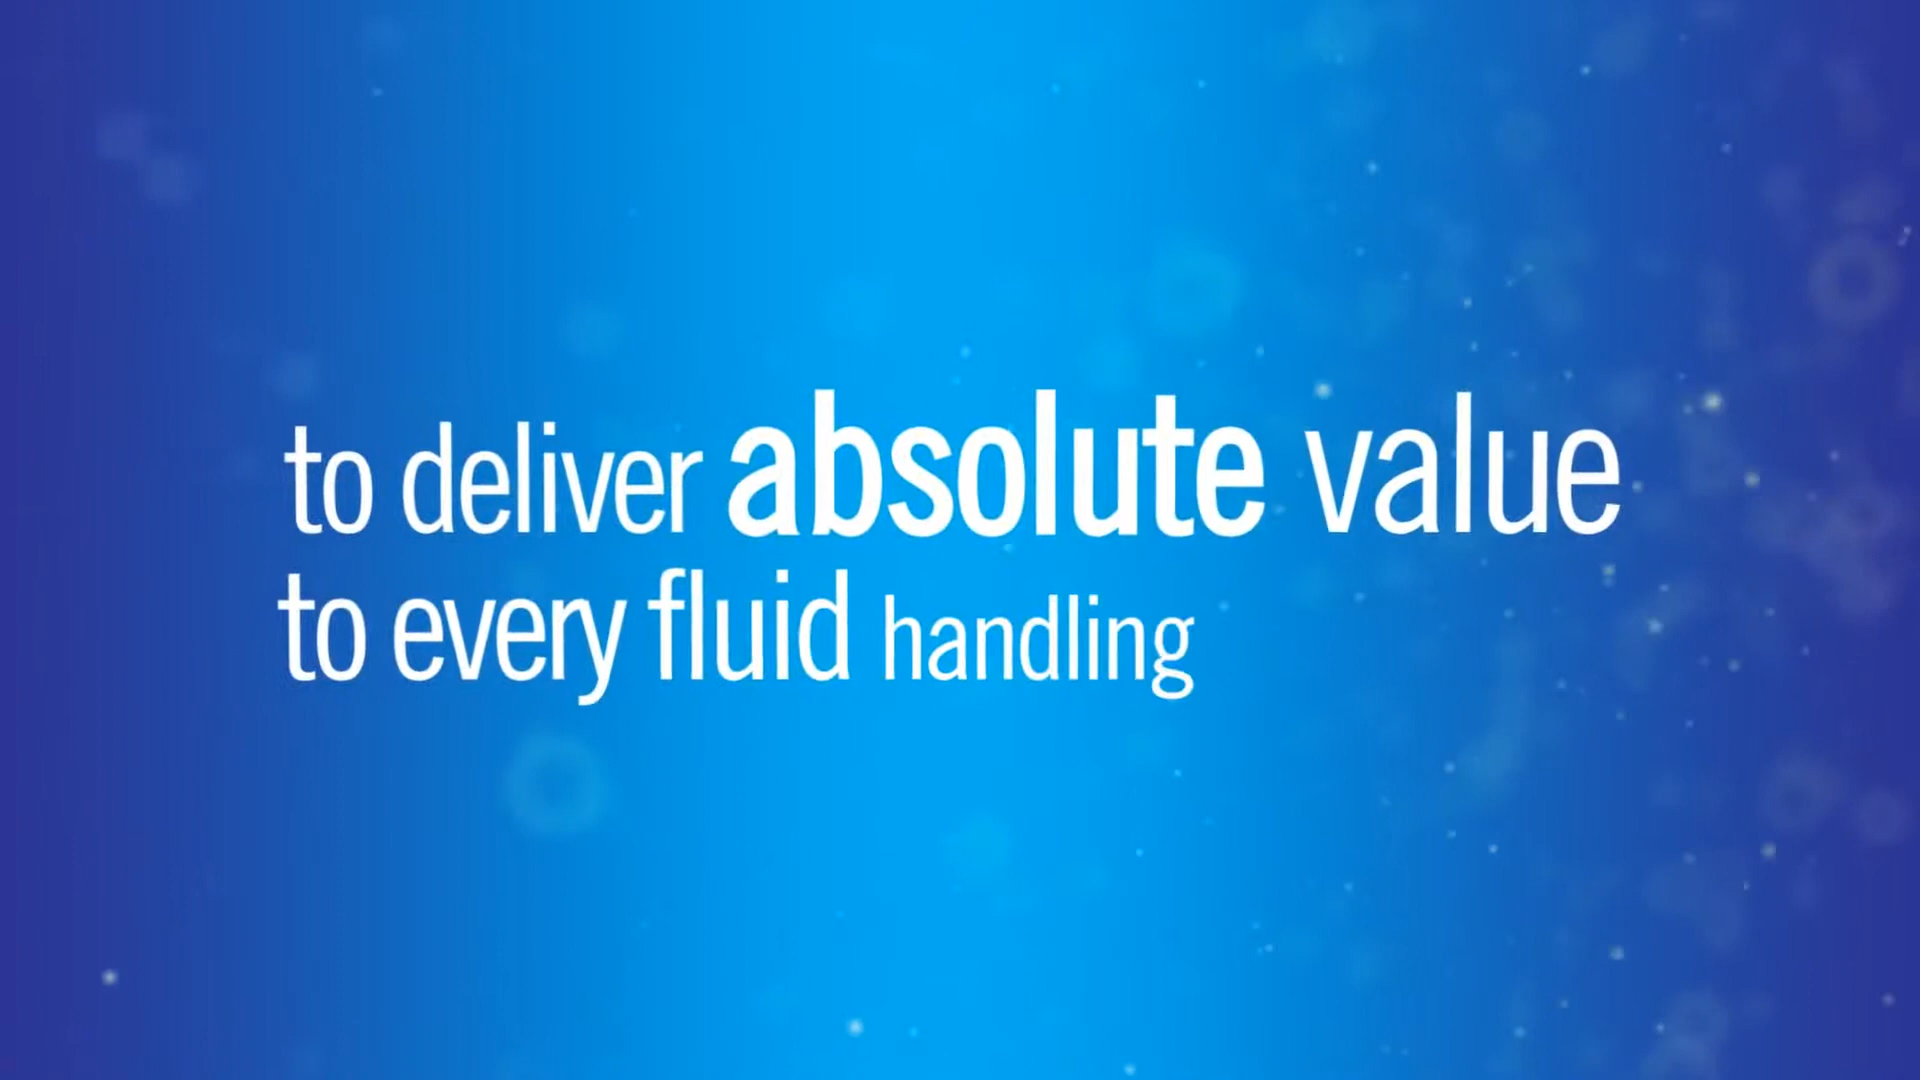 to deliver absolute value
to every fluid handling